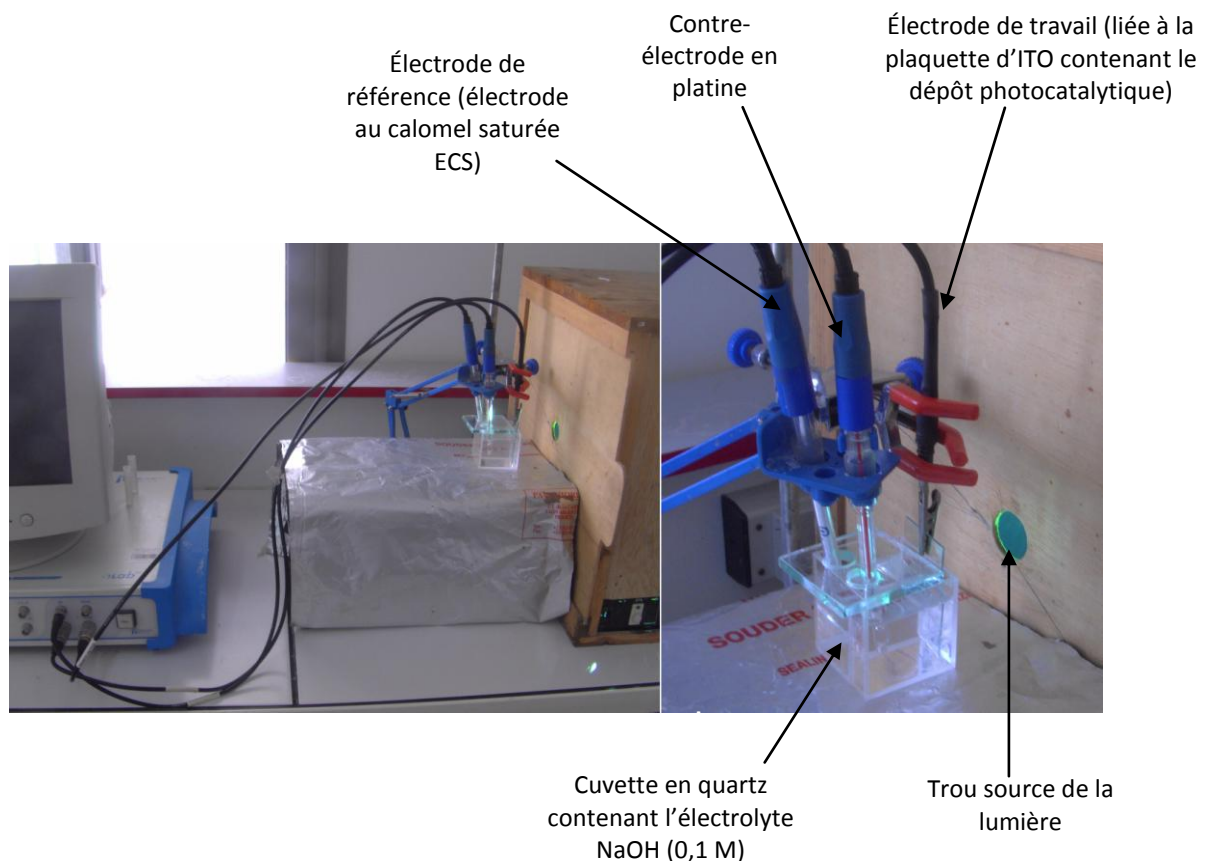 Électrode de
référence (électrode
au calomel saturée
ECS)
Contre-
électrode en
platine
Électrode de travail (liée à la
plaquette d’ITO contenant le
dépôt photocatalytique)
SOUDER
SEALIN
Cuvette en quartz
contenant l’électrolyte
NaOH (0,1 M)
Trou source de la
lumière